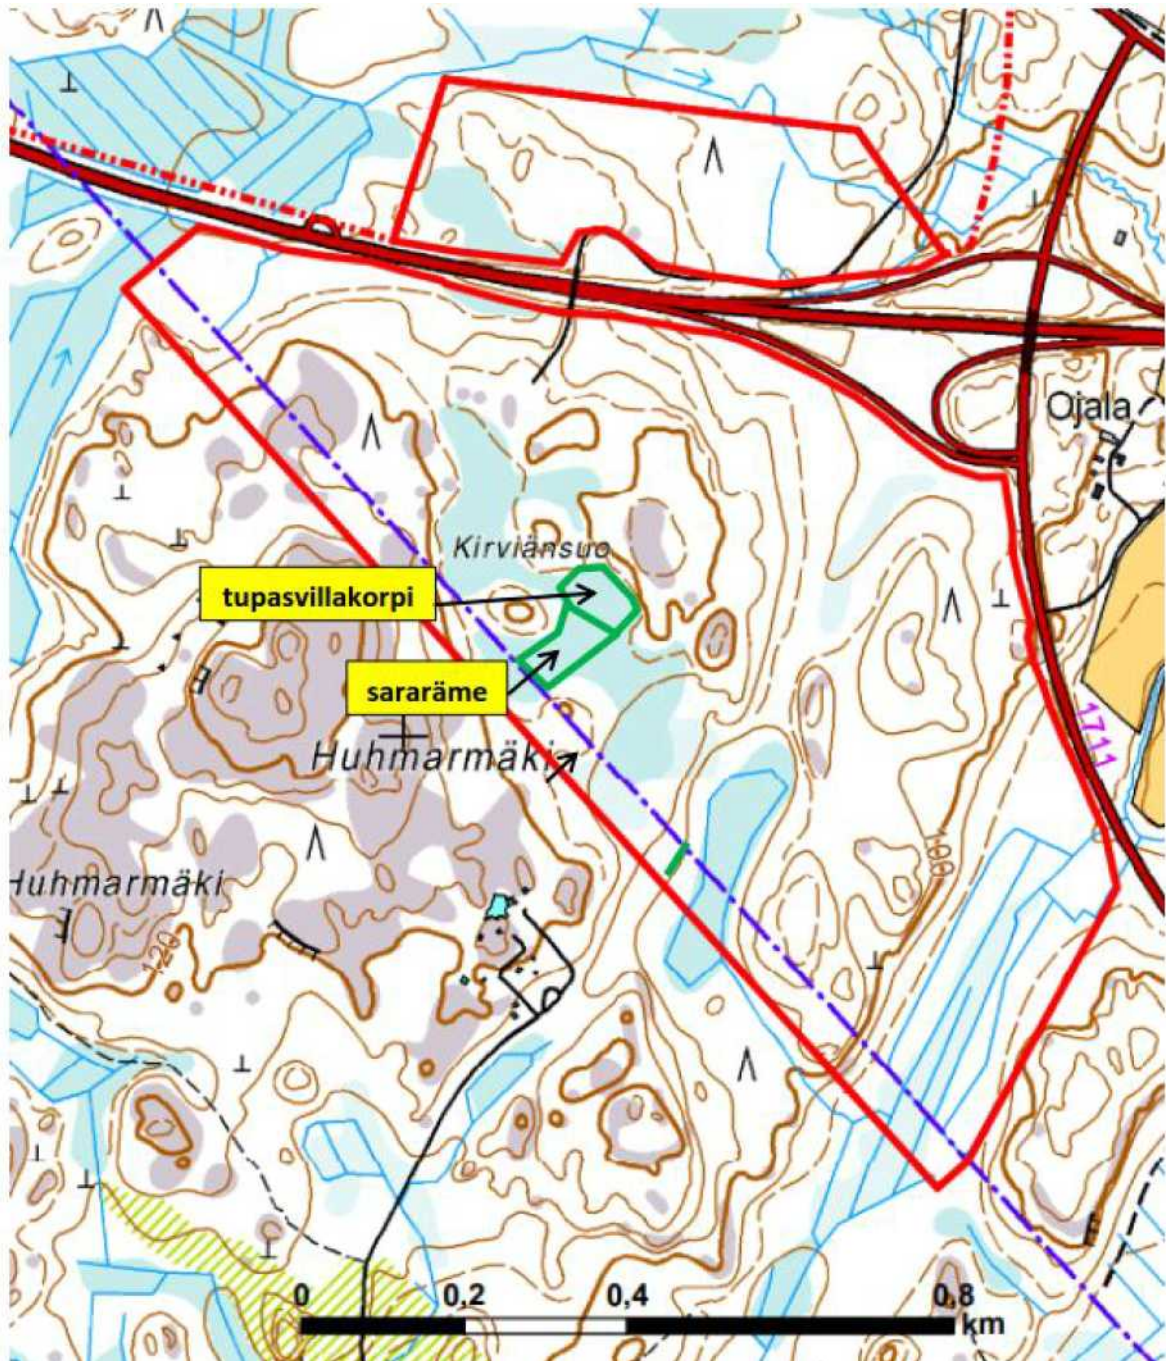 Ojala
Kirviänsuo
tupasvillakorpi
sararäme
1711
Huhmarmäki
100
Huhmarmäki
120
0 0,2 0,4 0,8
km